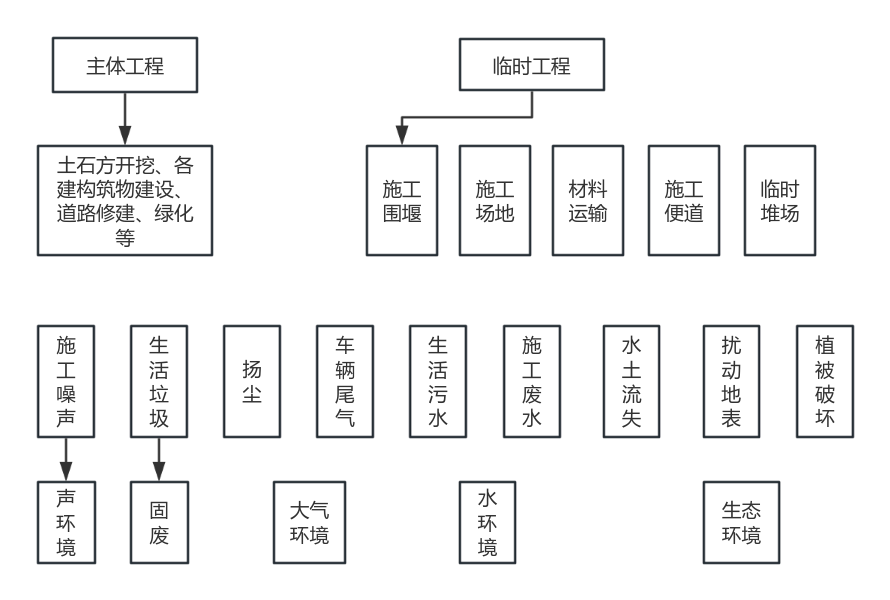 主体工程
临时工程
土石方开挖、各
建构筑物建设、
道路修建、绿化
等
施工
围堰
施工
场地
材料
运输
施工
便道
临时
堆场
施
工
噪
声
生
活
垃
圾
扬
尘
车
辆
尾
气
生
活
污
水
施
工
废
水
水
土
流
失
扰
动
地
表
植
被
破
坏
声
环
境
固
废
大气
环境
水
环
境
生态
环境